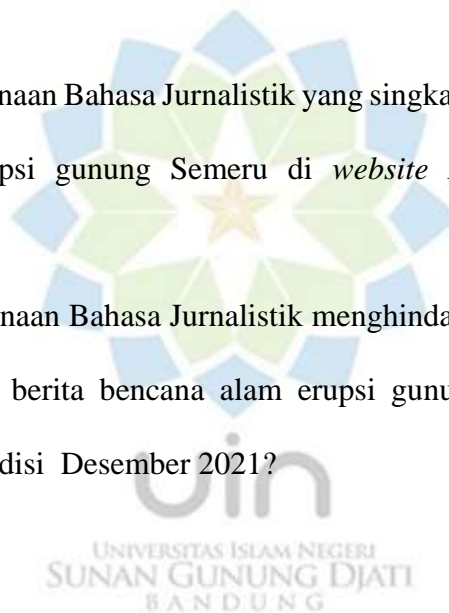 naan Bahasa Jurnalistik yang singka
psi gunung Semeru di website
naan Bahasa Jurnalistik menghinda
berita bencana alam erupsi gunu
disi Desember 2021?
uin
UNIVERSITAS ISLAM NEGERI
SUNAN GUNUNG DJATI
BANDUNG